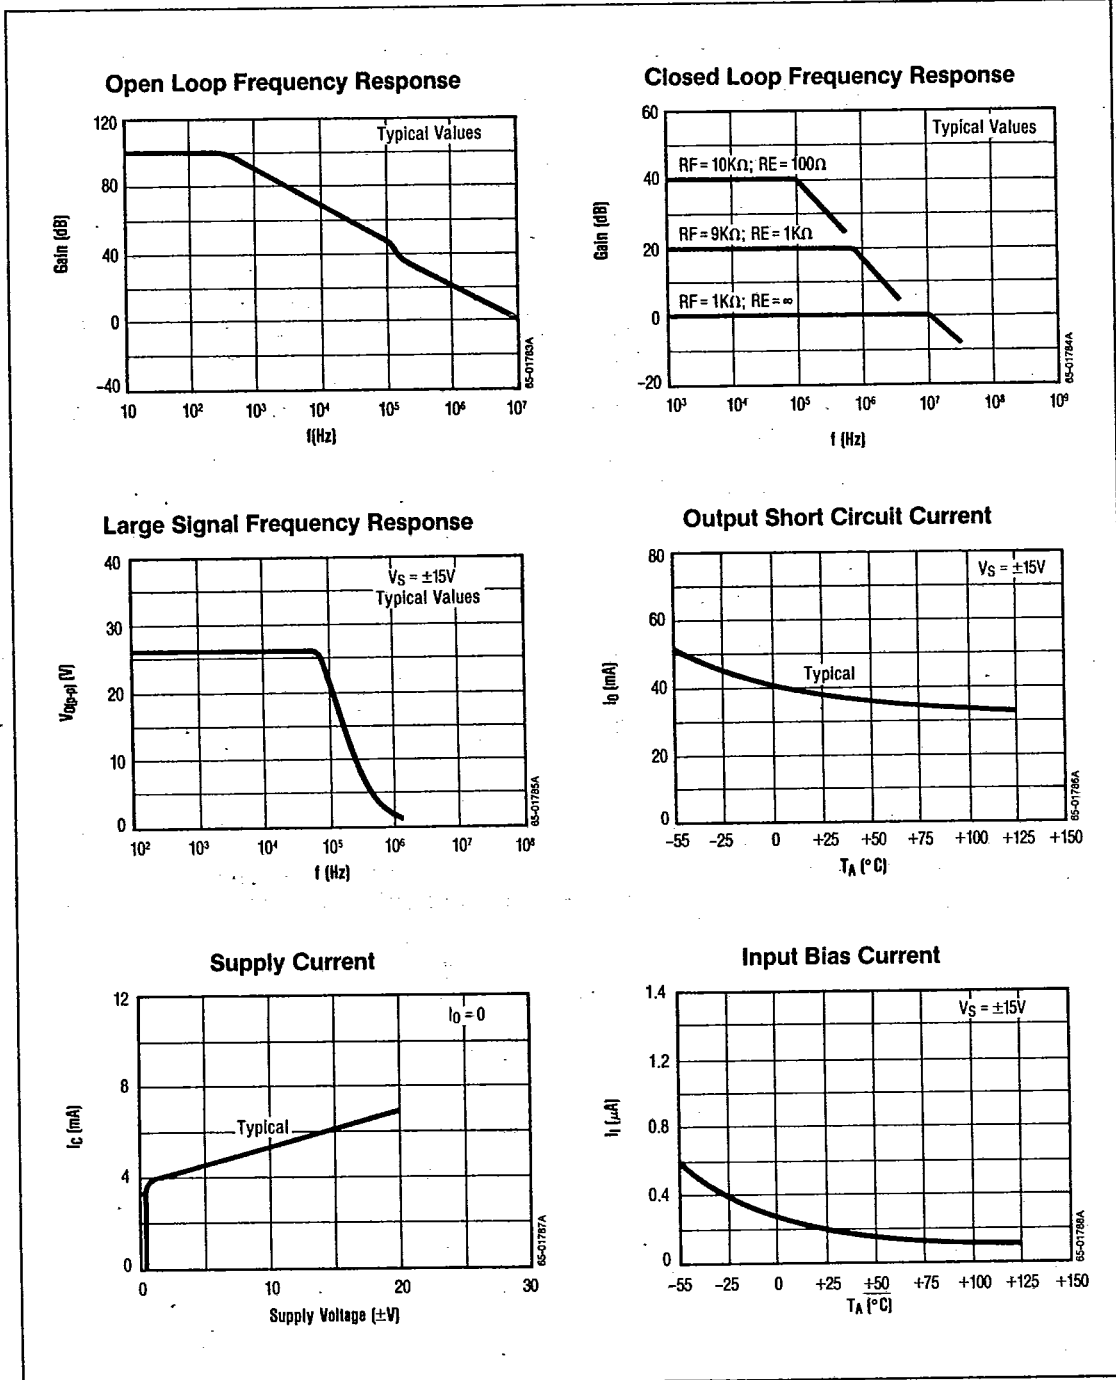 Open Loop Frequency Response
Typical Values
Gain (dB)
120
80
40
0
–40
10 10² 10³ 10⁴ 10⁵ 10⁶ 10⁷
f(Hz)
65-01783A
Closed Loop Frequency Response
Typical Values
RF = 10KΩ; RE = 100Ω
RF = 9KΩ; RE = 1KΩ
RF = 1KΩ; RE = ∞
Gain (dB)
60
40
20
0
–20
10³ 10⁴ 10⁵ 10⁶ 10⁷ 10⁸ 10⁹
f (Hz)
65-01784A
Large Signal Frequency Response
VS = ±15V
Typical Values
VO(p-p) (V)
40
30
20
10
0
10² 10³ 10⁴ 10⁵ 10⁶ 10⁷ 10⁸
f (Hz)
65-01785A
Output Short Circuit Current
VS = ±15V
Typical
IO (mA)
80
60
40
20
0
–55 –25 0 +25 +50 +75 +100 +125 +150
TA (°C)
65-01786A
Supply Current
IO = 0
Typical
IC (mA)
12
8
4
0
0 10 20 30
Supply Voltage (±V)
65-01787A
Input Bias Current
VS = ±15V
II (µA)
1.4
1.2
0.8
0.4
0
–55 –25 0 +25 +50 +75 +100 +125 +150
TA (°C)
65-01788A